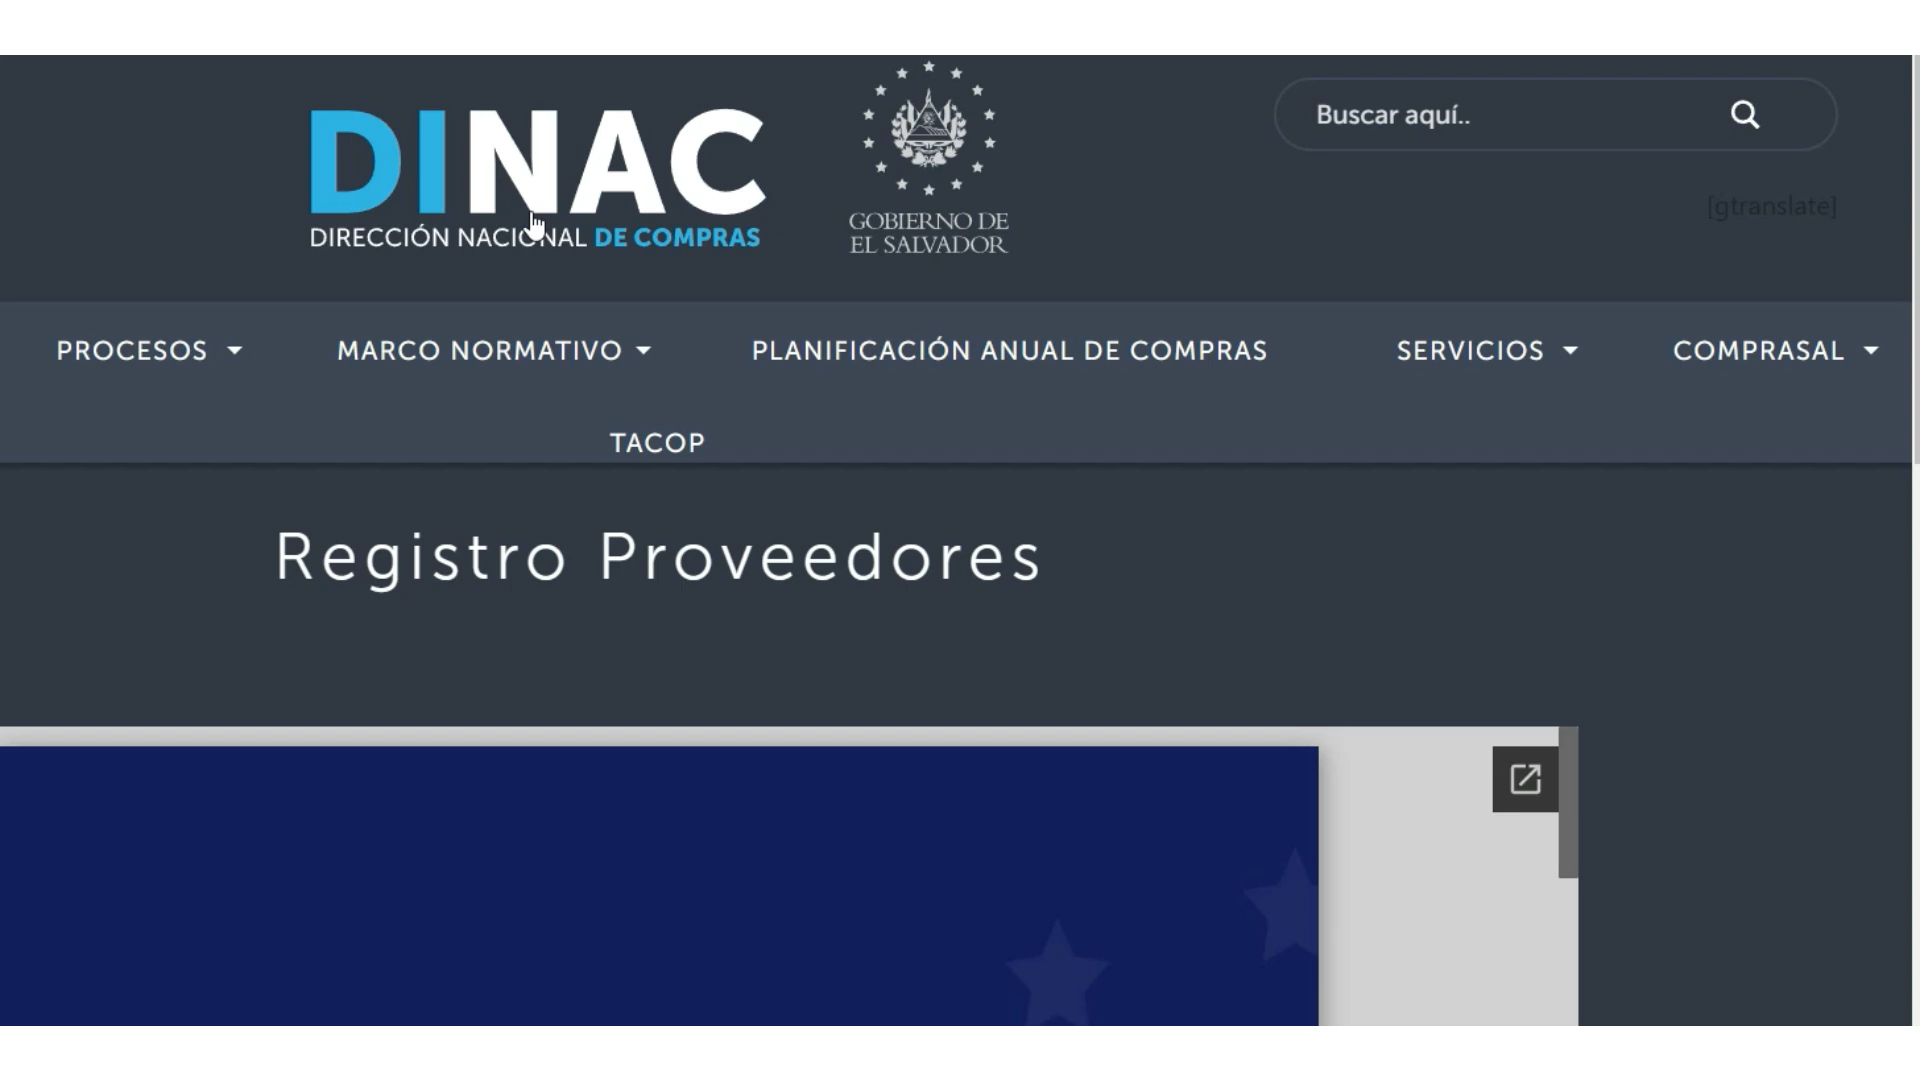 DINAC
DIRECCIÓN NACIONAL DE COMPRAS
GOBIERNO DE
EL SALVADOR
Buscar aquí..
[gtranslate]
PROCESOS
MARCO NORMATIVO
PLANIFICACIÓN ANUAL DE COMPRAS
SERVICIOS
COMPRASAL
TACOP
Registro Proveedores